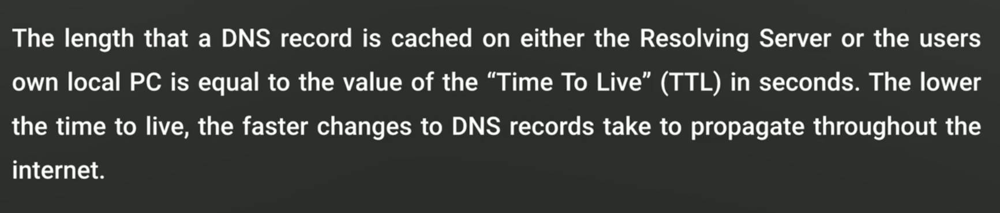 The length that a DNS record is cached on either the Resolving Server or the users
own local PC is equal to the value of the “Time To Live” (TTL) in seconds. The lower
the time to live, the faster changes to DNS records take to propagate throughout the
internet.